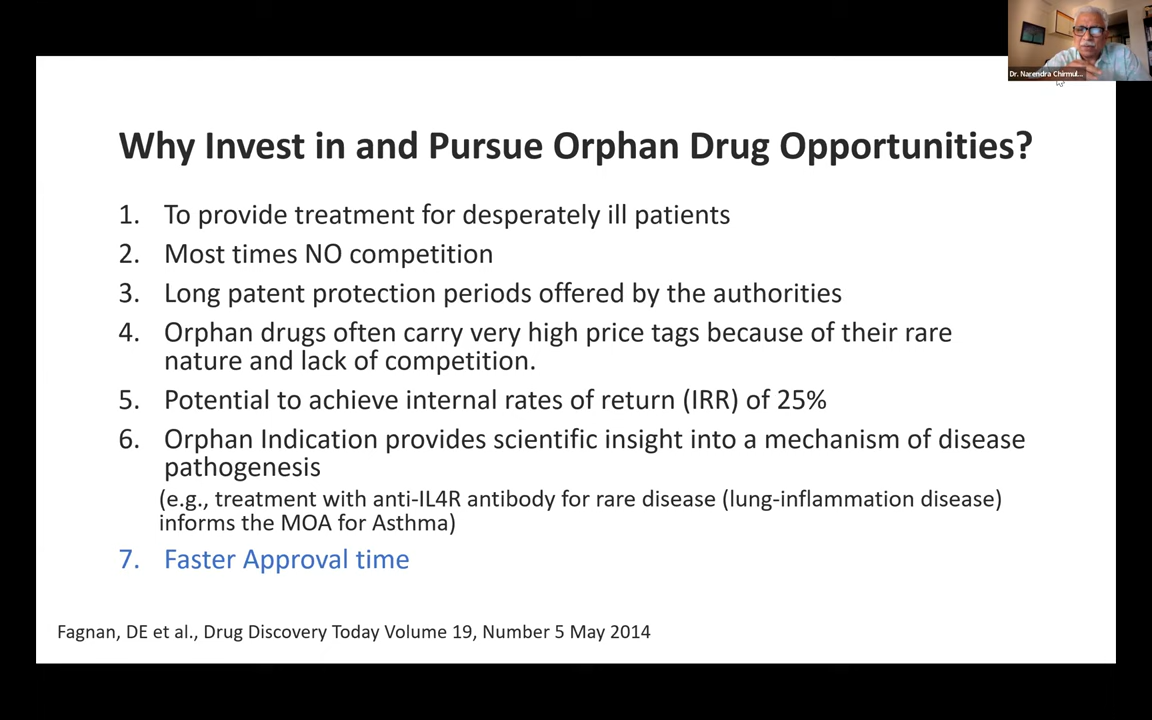 Dr. Narendra Chirmul...
Why Invest in and Pursue Orphan Drug Opportunities?
1. To provide treatment for desperately ill patients
2. Most times NO competition
3. Long patent protection periods offered by the authorities
4. Orphan drugs often carry very high price tags because of their rare
nature and lack of competition.
5. Potential to achieve internal rates of return (IRR) of 25%
6. Orphan Indication provides scientific insight into a mechanism of disease
pathogenesis
(e.g., treatment with anti-IL4R antibody for rare disease (lung-inflammation disease)
informs the MOA for Asthma)
7. Faster Approval time
Fagnan, DE et al., Drug Discovery Today Volume 19, Number 5 May 2014